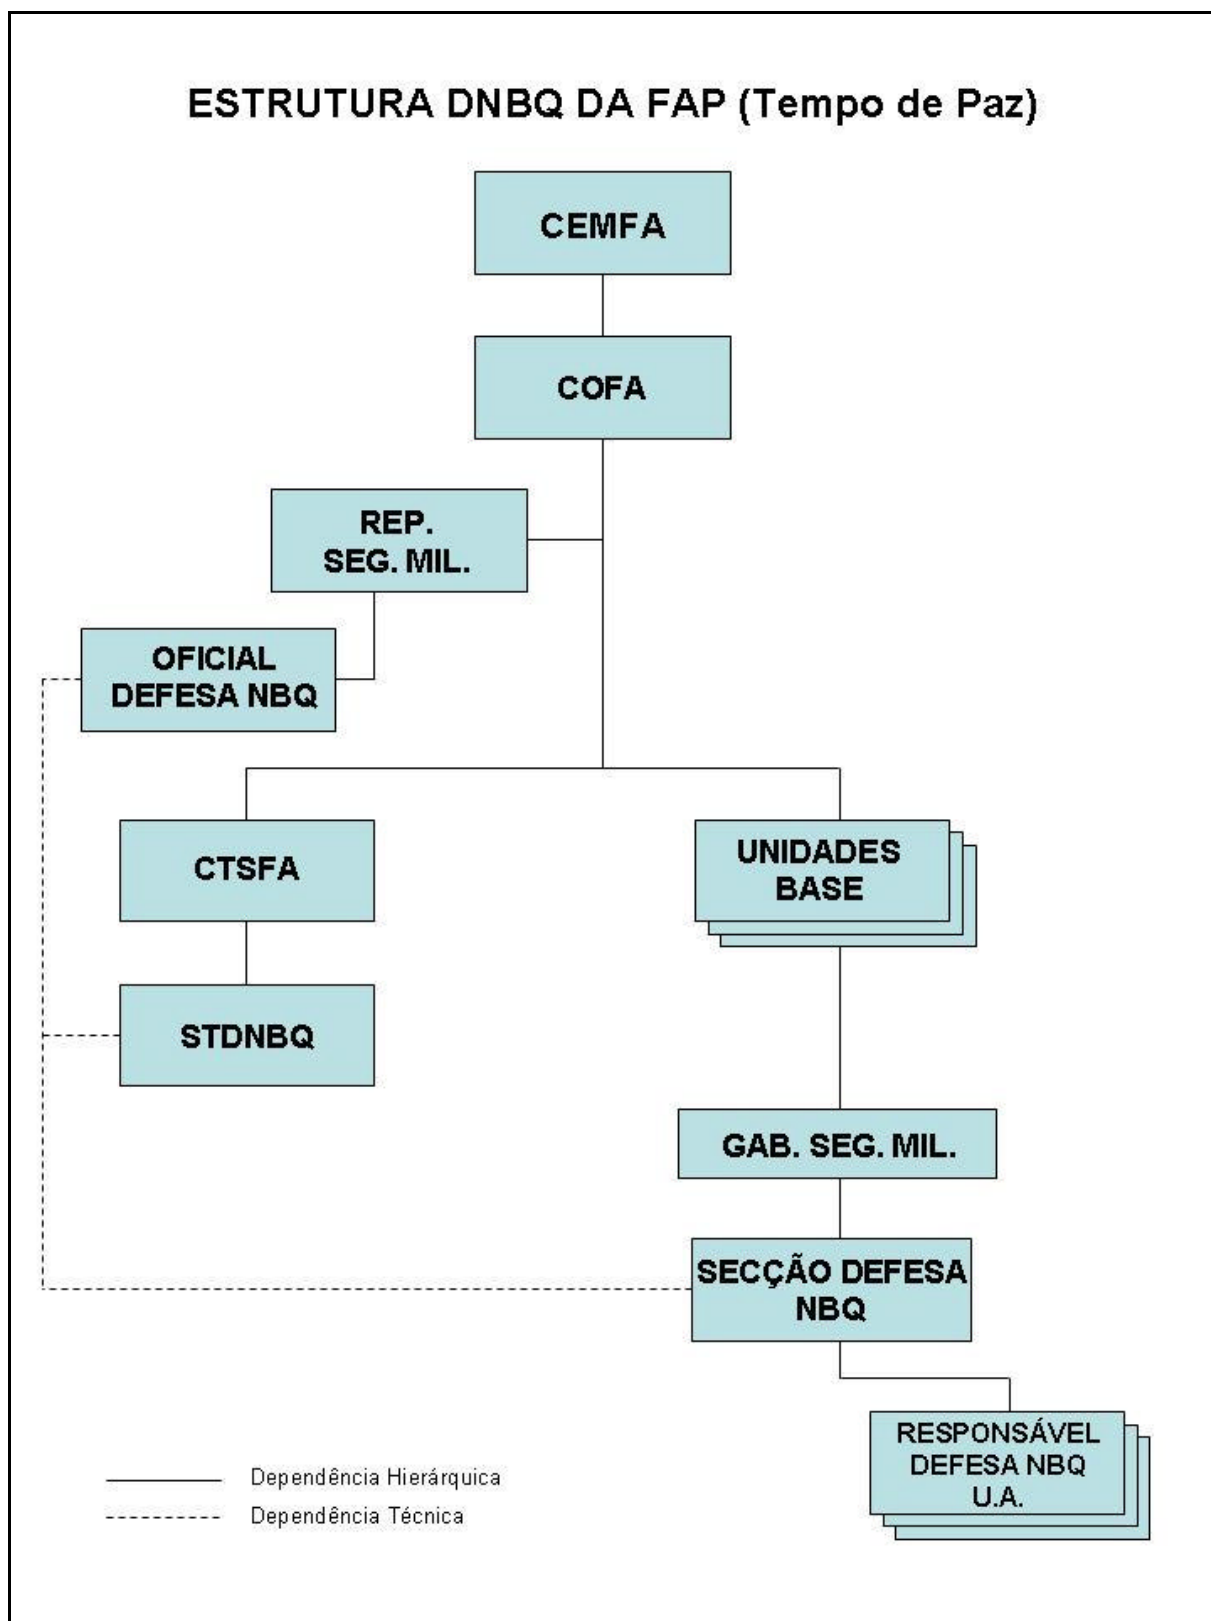 ESTRUTURA DNBQ DA FAP (Tempo de Paz)
CEMFA
COFA
REP.
SEG. MIL.
OFICIAL
DEFESA NBQ
CTSFA
UNIDADES
BASE
STDNBQ
GAB. SEG. MIL.
SECÇÃO DEFESA
NBQ
RESPONSÁVEL
DEFESA NBQ
U.A.
Dependência Hierárquica
Dependência Técnica